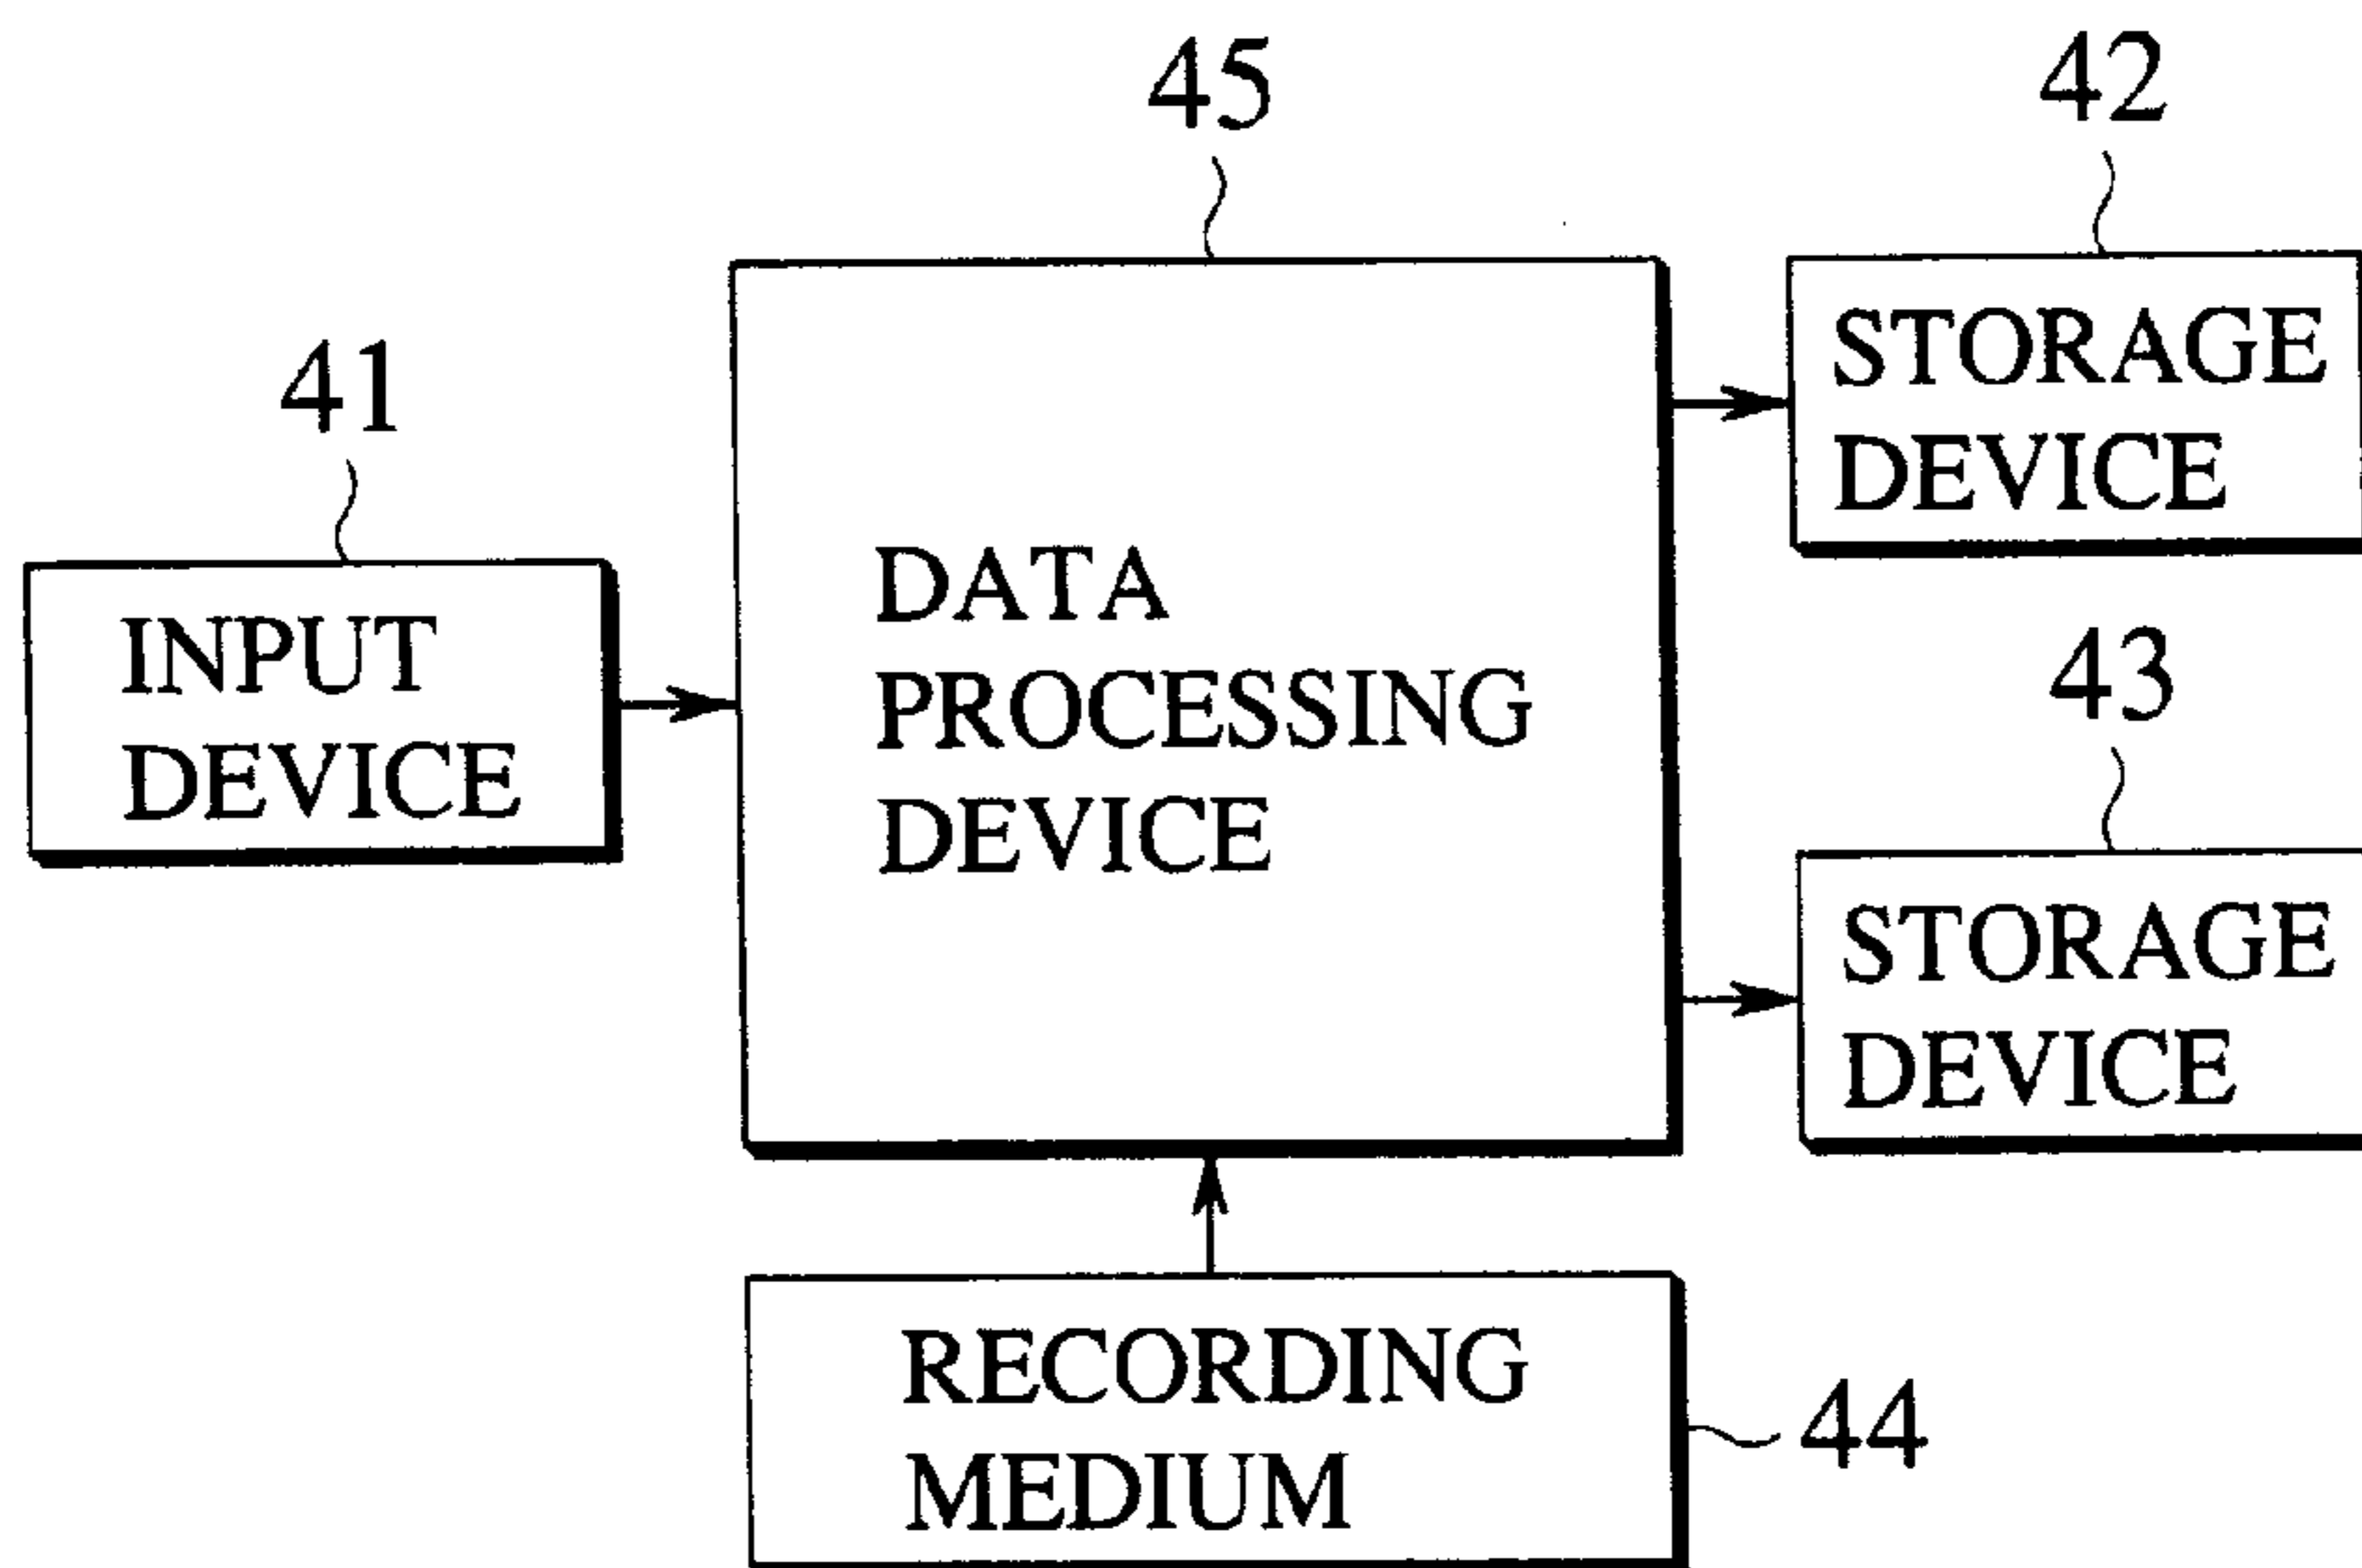 45
42
41
STORAGE
DEVICE
INPUT
DEVICE
DATA
PROCESSING
DEVICE
43
STORAGE
DEVICE
RECORDING
MEDIUM
44